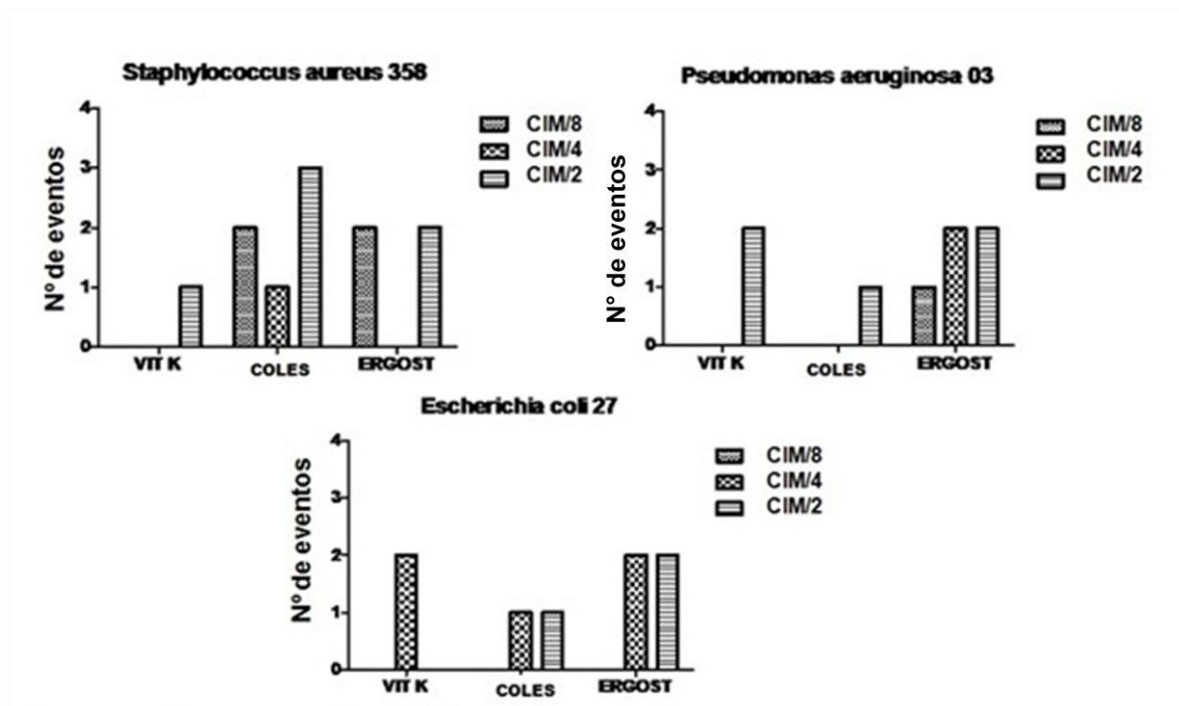 Staphylococcus aureus 358
Nº de eventos
4
3
2
1
0
VIT K
COLES
ERGOST
CIM/8
CIM/4
CIM/2
Pseudomonas aeruginosa 03
N° de eventos
4
3
2
1
0
VIT K
COLES
ERGOST
CIM/8
CIM/4
CIM/2
Escherichia coli 27
Nº de eventos
4
3
2
1
0
VIT K
COLES
ERGOST
CIM/8
CIM/4
CIM/2